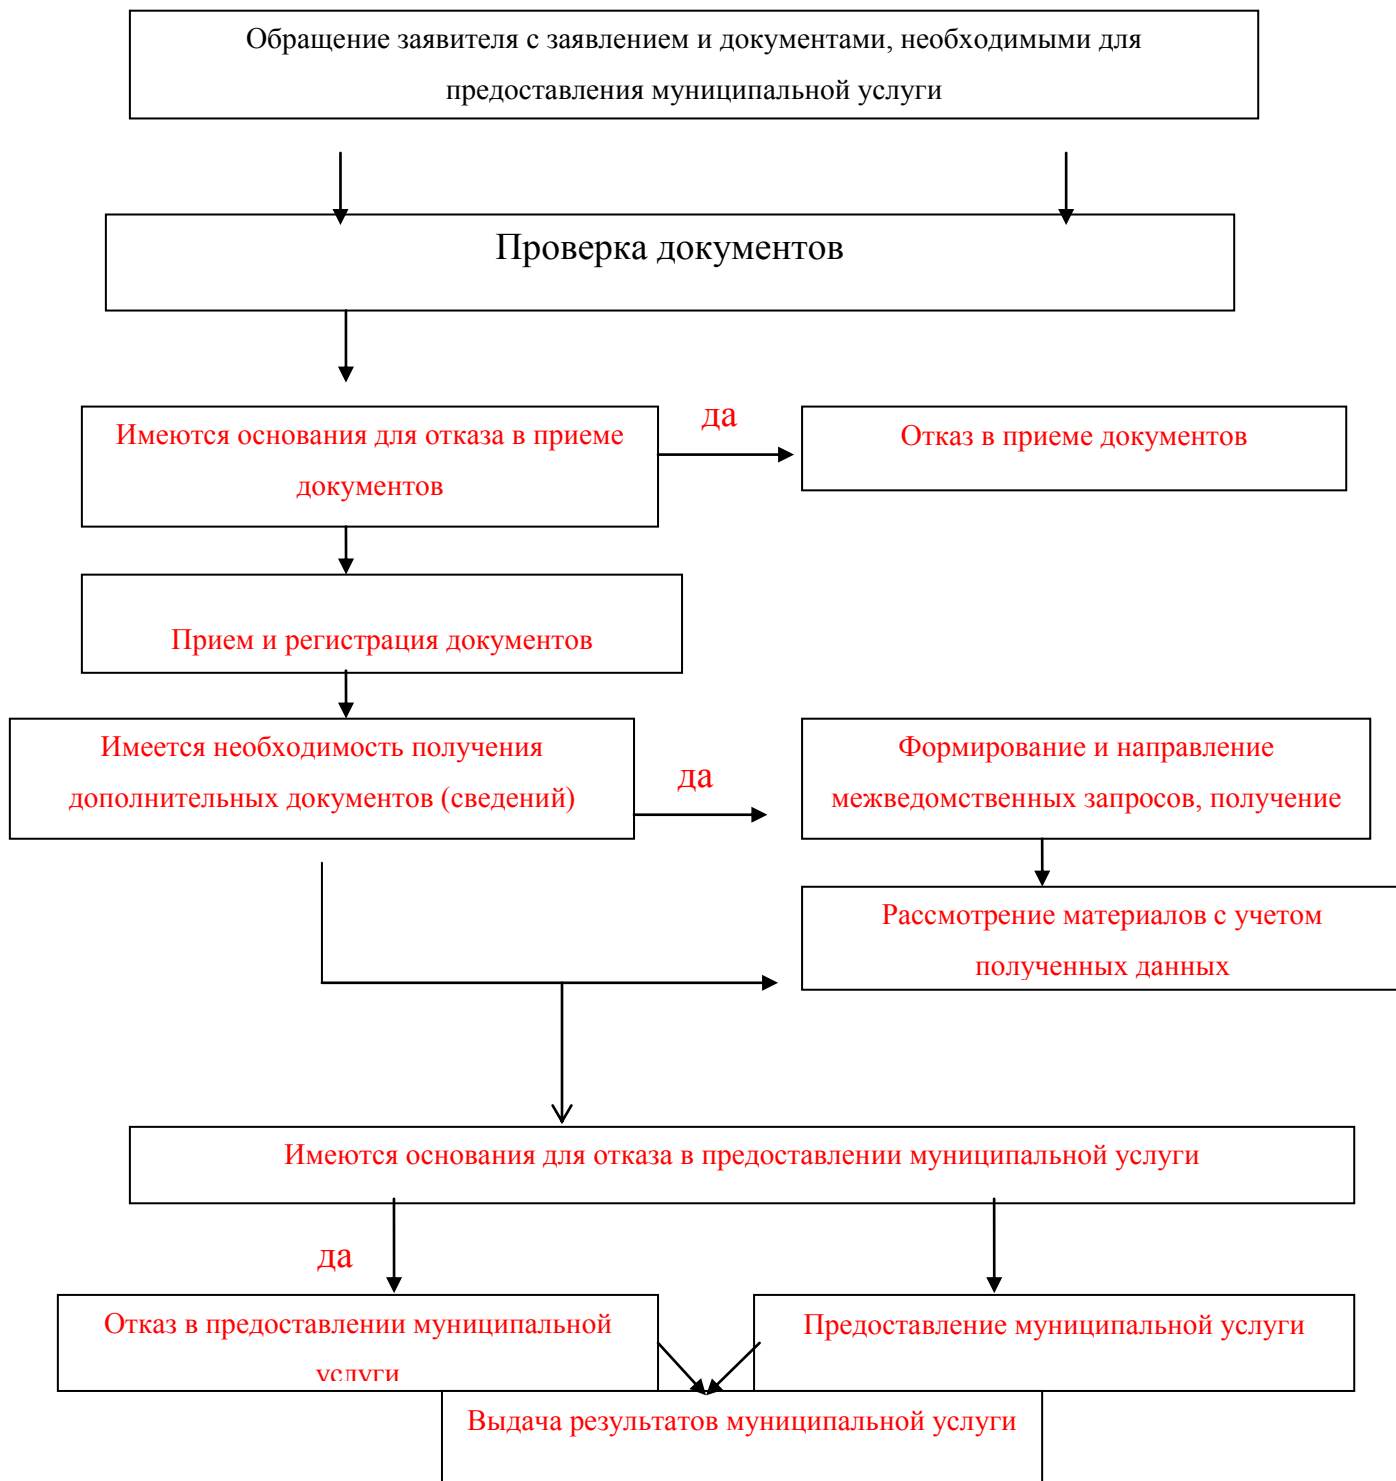 Обращение заявителя с заявлением и документами, необходимыми для
предоставления муниципальной услуги
Проверка документов
Имеются основания для отказа в приеме
документов
да
Отказ в приеме документов
Прием и регистрация документов
Имеется необходимость получения
дополнительных документов (сведений)
да
Формирование и направление
межведомственных запросов, получение
Рассмотрение материалов с учетом
полученных данных
Имеются основания для отказа в предоставлении муниципальной услуги
да
Отказ в предоставлении муниципальной
услуги
Предоставление муниципальной услуги
Выдача результатов муниципальной услуги